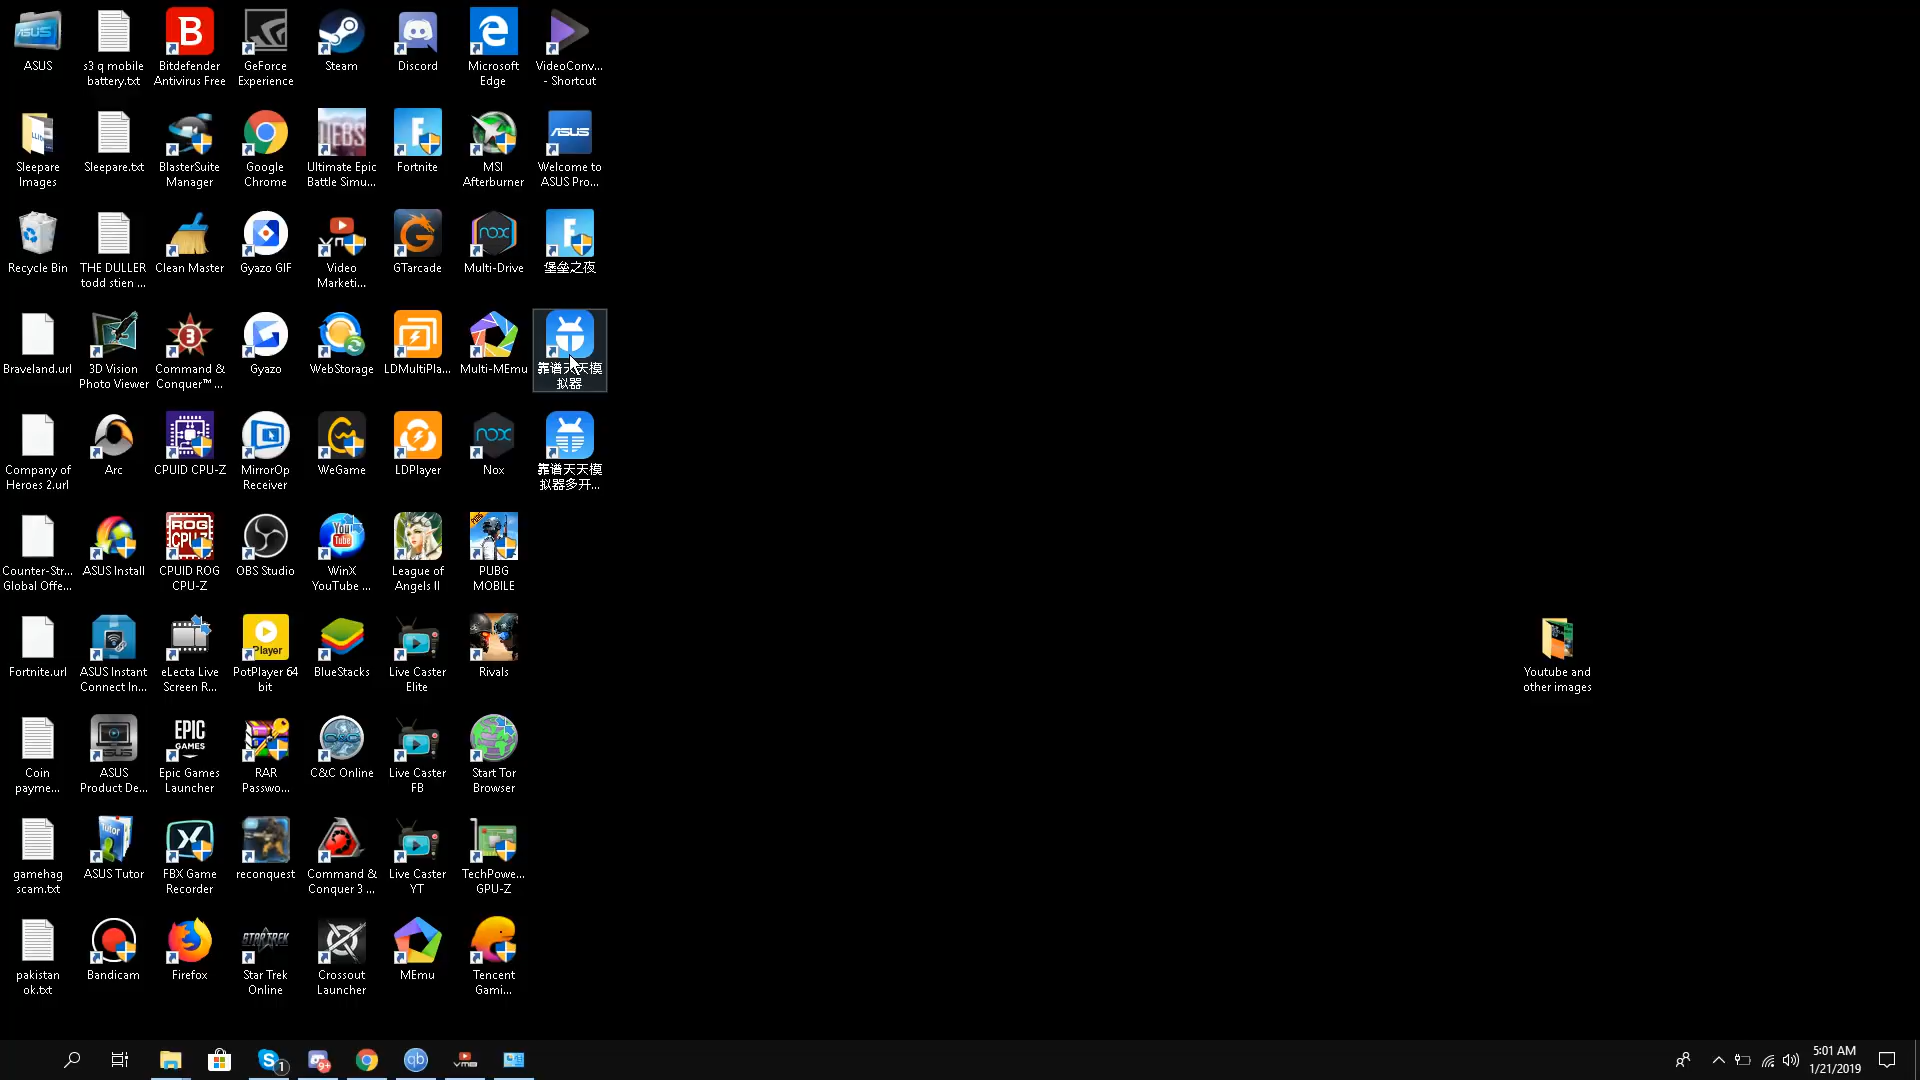 ASUS
s3 q mobile
battery.txt
Bitdefender
Antivirus Free
GeForce
Experience
Steam
Discord
Microsoft
Edge
VideoConv...
- Shortcut
Sleepare
Images
Sleepare.txt
BlasterSuite
Manager
Google
Chrome
Ultimate Epic
Battle Simu...
Fortnite
MSI
Afterburner
Welcome to
ASUS Pro...
Recycle Bin
THE DULLER
todd stien ...
Clean Master
Gyazo GIF
Video
Marketi...
GTarcade
Multi-Drive
堡垒之夜
Braveland.url
3D Vision
Photo Viewer
Command &
Conquer™ ...
Gyazo
WebStorage
LDMultiPla...
Multi-MEmu
靠谱天天模
拟器
Company of
Heroes 2.url
Arc
CPUID CPU-Z
MirrorOp
Receiver
WeGame
LDPlayer
Nox
靠谱天天模
拟器多开...
Counter-Str...
Global Offe...
ASUS Install
CPUID ROG
CPU-Z
OBS Studio
WinX
YouTube ...
League of
Angels II
PUBG
MOBILE
Fortnite.url
ASUS Instant
Connect In...
eLecta Live
Screen R...
PotPlayer 64
bit
BlueStacks
Live Caster
Elite
Rivals
Youtube and
other images
Coin
payme...
ASUS
Product De...
Epic Games
Launcher
RAR
Passwo...
C&C Online
Live Caster
FB
Start Tor
Browser
gamehag
scam.txt
ASUS Tutor
FBX Game
Recorder
reconquest
Command &
Conquer 3 ...
Live Caster
YT
TechPowe...
GPU-Z
pakistan
ok.txt
Bandicam
Firefox
Star Trek
Online
Crossout
Launcher
MEmu
Tencent
Gami...
5:01 AM
1/21/2019